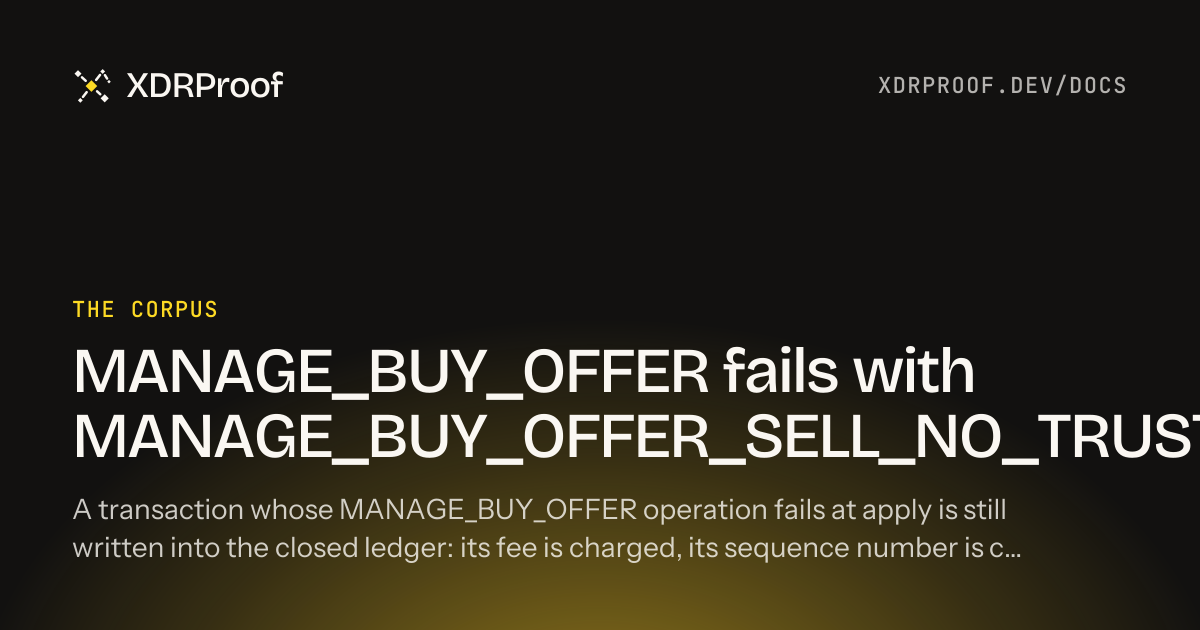 XDRProof
XDRPROOF.DEV/DOCS
THE CORPUS
MANAGE_BUY_OFFER fails with
MANAGE_BUY_OFFER_SELL_NO_TRUST
A transaction whose MANAGE_BUY_OFFER operation fails at apply is still
written into the closed ledger: its fee is charged, its sequence number is c...